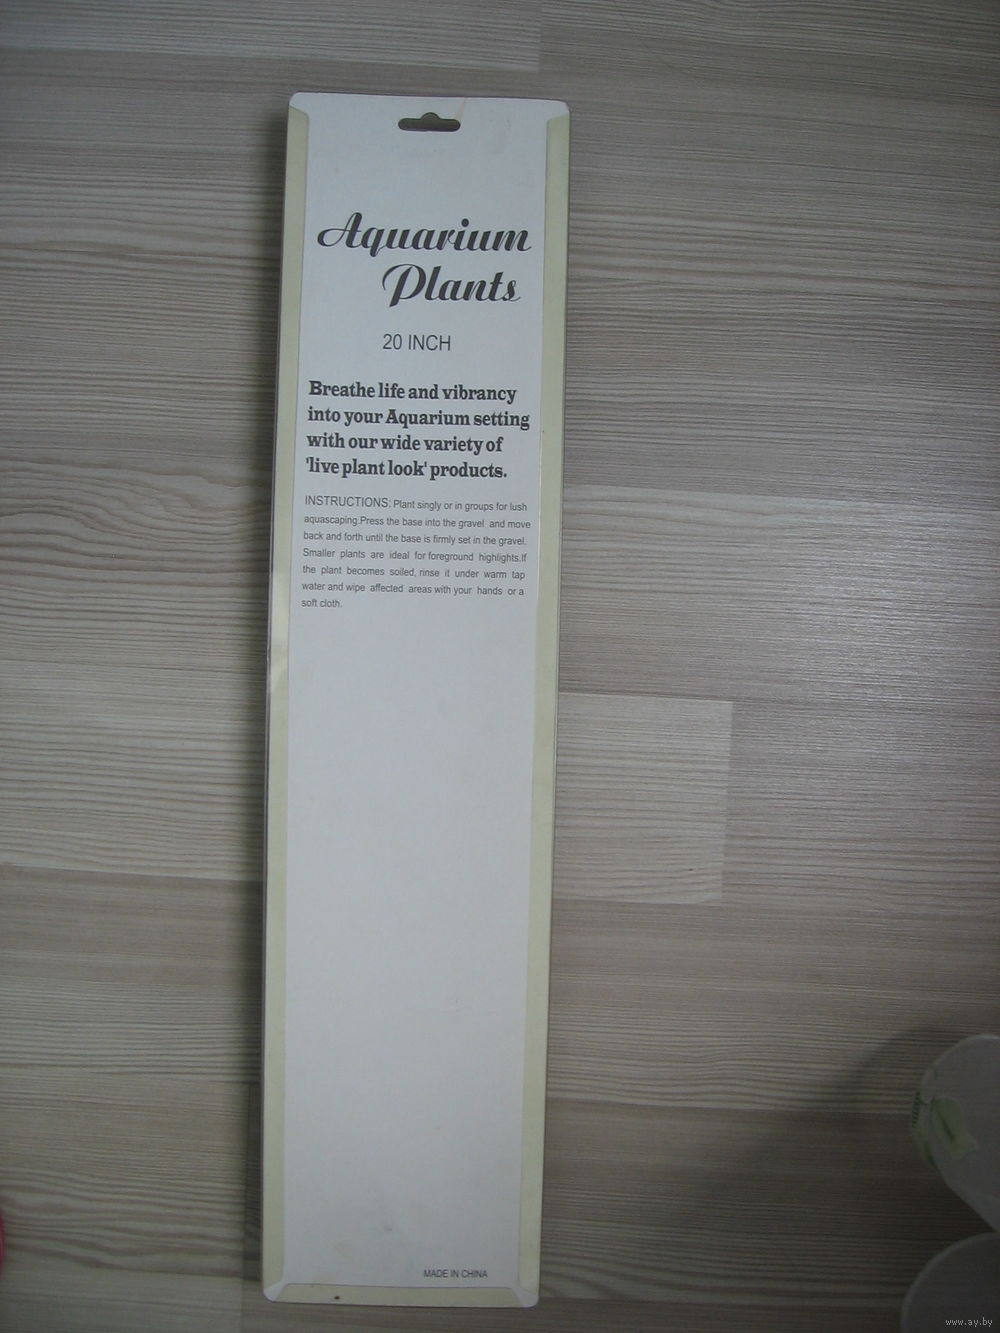 Aquarium
Plants
20 INCH
Breathe life and vibrancy
into your Aquarium setting
with our wide variety of
'live plant look' products.
INSTRUCTIONS: Plant singly or in groups for lush
aquascaping.Press the base into the gravel and move
back and forth until the base is firmly set in the gravel.
Smaller plants are ideal for foreground highlights.If
the plant becomes soiled, rinse it under warm tap
water and wipe affected areas with your hands or a
soft cloth.
MADE IN CHINA
www.ay.by